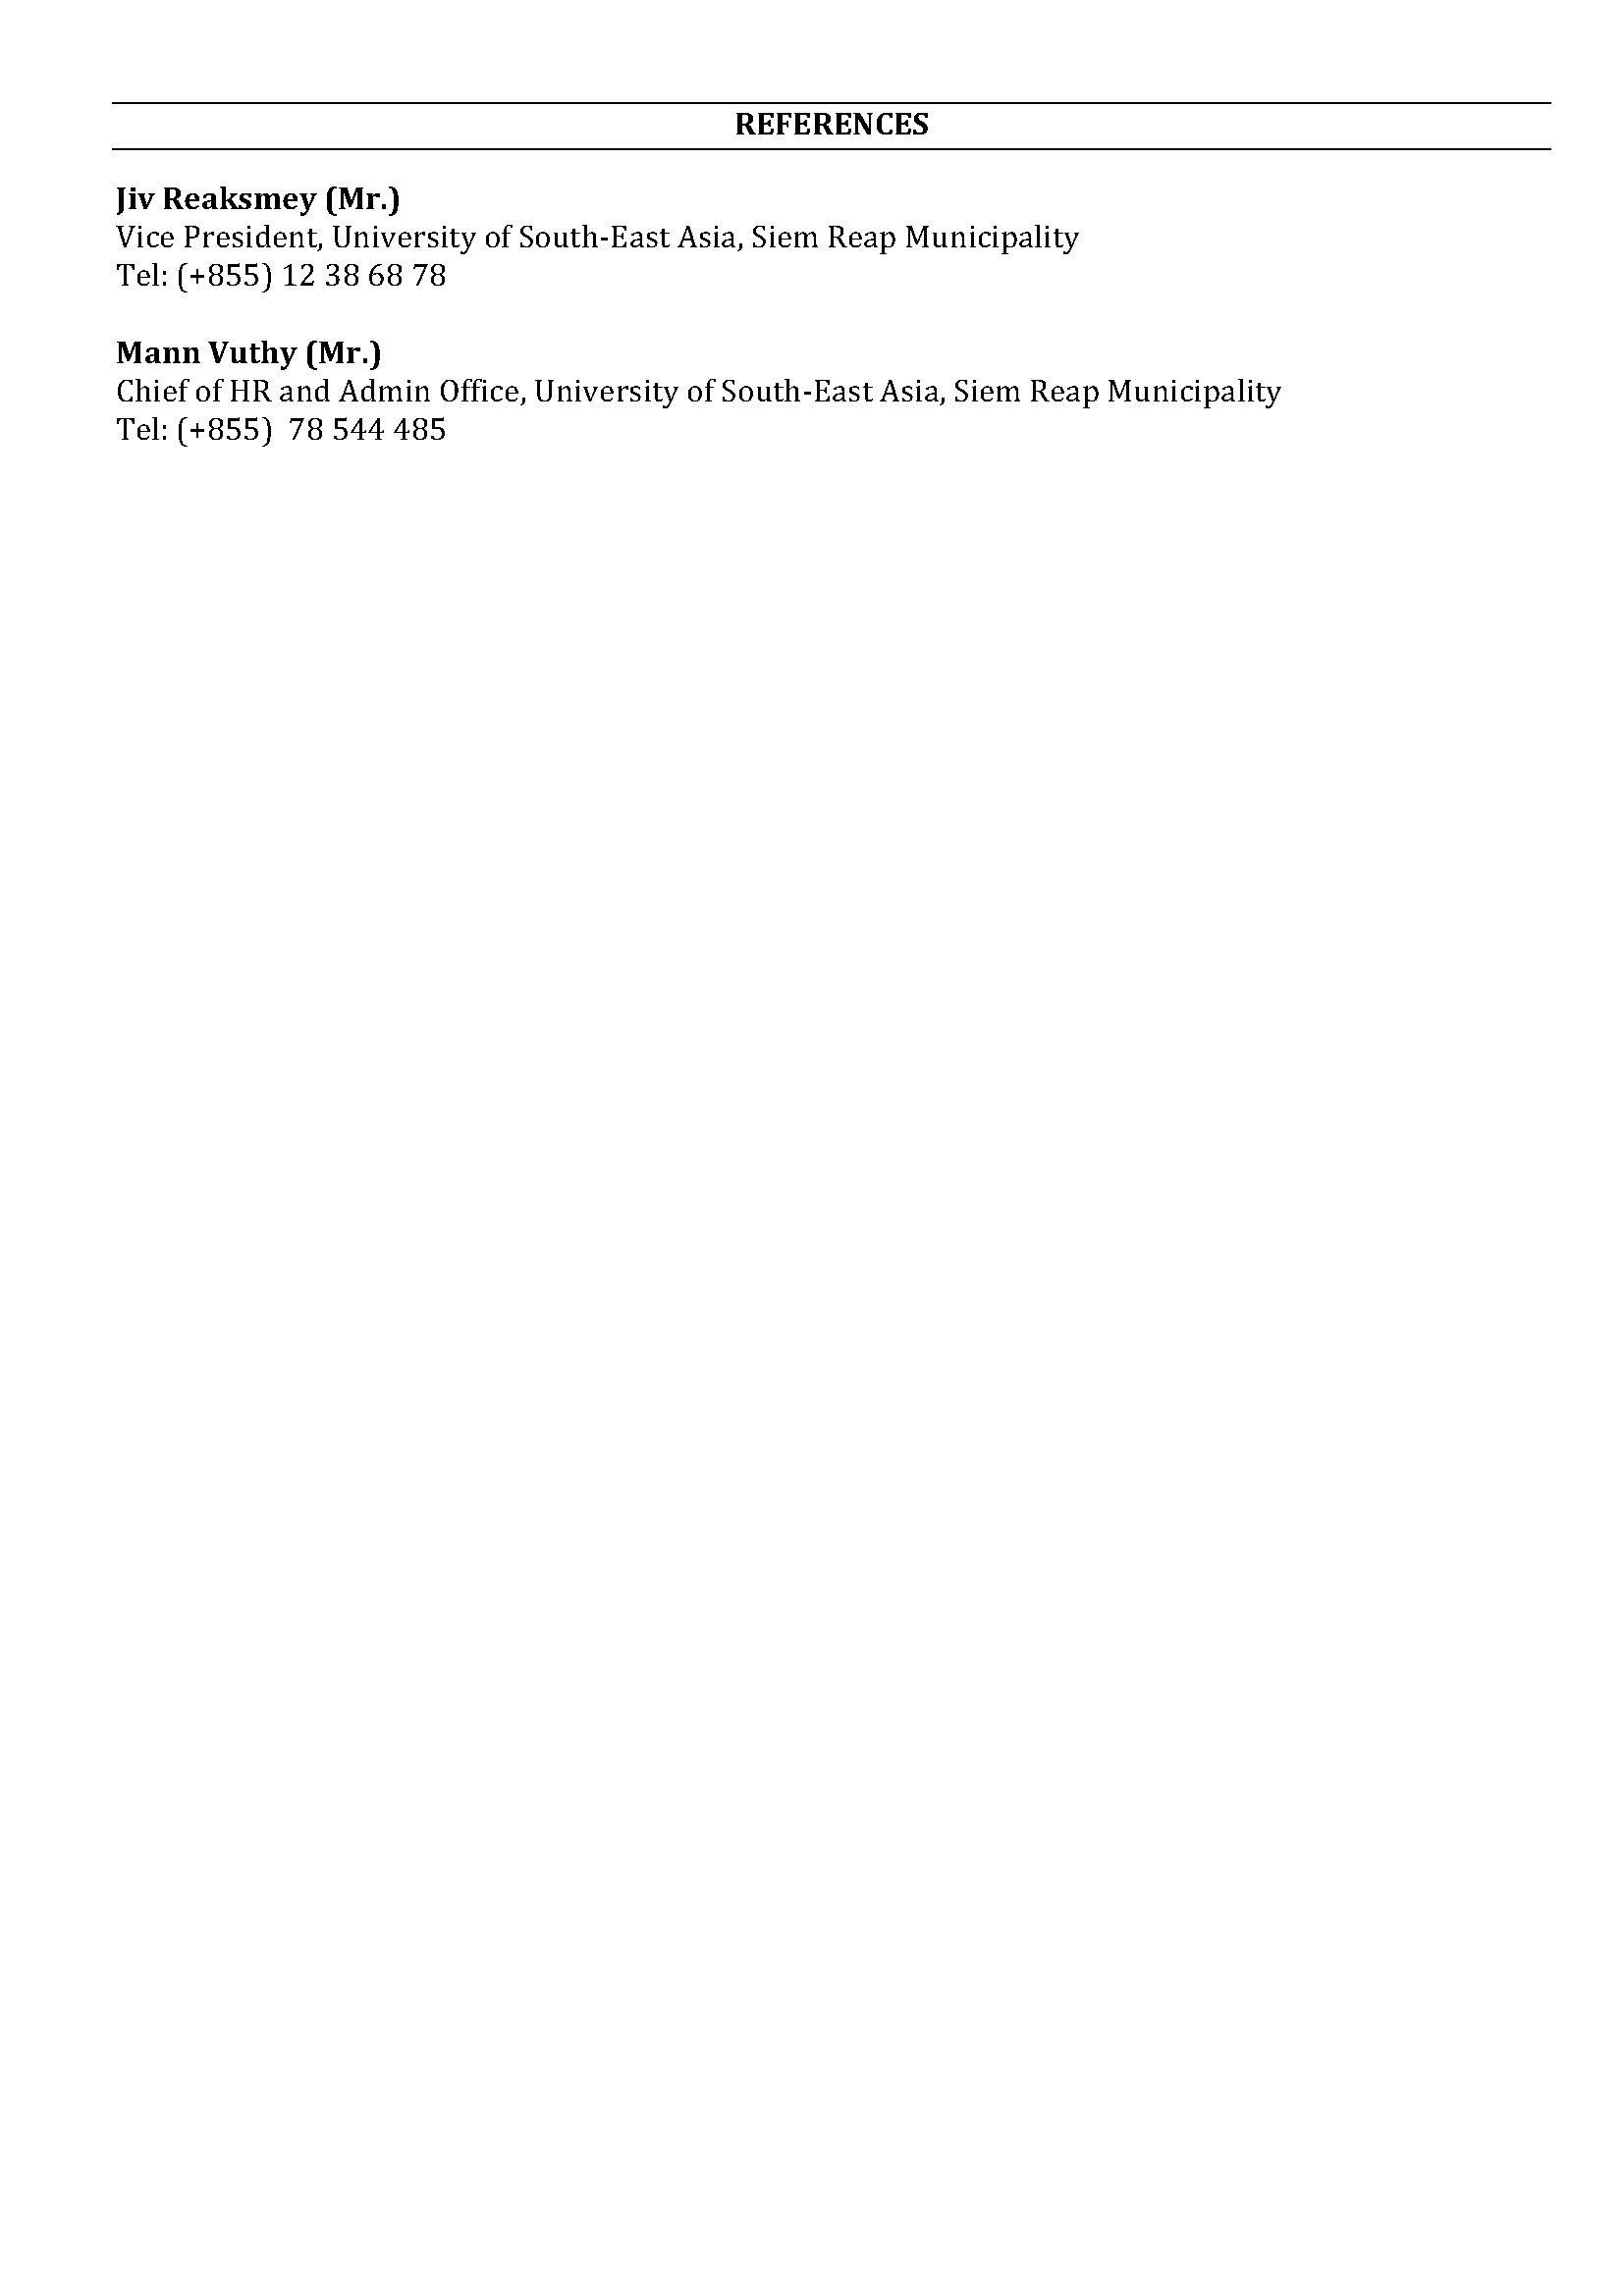 REFERENCES
Jiv Reaksmey (Mr.)
Vice President, University of South-East Asia, Siem Reap Municipality
Tel: (+855) 12 38 68 78
Mann Vuthy (Mr.)
Chief of HR and Admin Office, University of South-East Asia, Siem Reap Municipality
Tel: (+855)  78 544 485